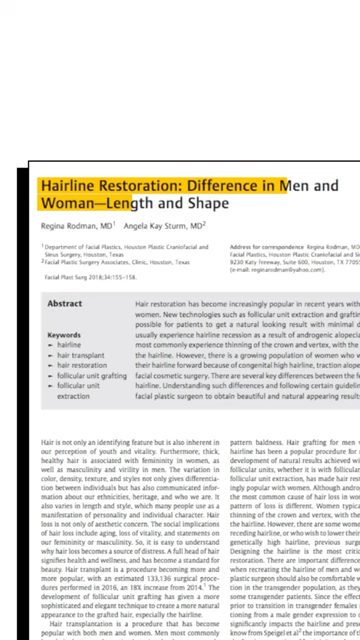 Hairline Restoration: Difference in Men and
Woman—Length and Shape
Regina Rodman, MD1 Angela Kay Sturm, MD2
1 Department of Facial Plastics, Houston Plastic Craniofacial and
Sinus Surgery, Houston, Texas
2 Facial Plastic Surgery Associates, Clinic, Houston, Texas
Facial Plast Surg 2018;34:155–158.
Address for correspondence Regina Rodman, MD
Facial Plastics, Houston Plastic Craniofacial and
9230 Katy Freeway, Suite 600, Houston, TX 7705
(e-mail: reginarodman@yahoo.com).
Abstract
Keywords
► hairline
► hair transplant
► hair restoration
► follicular unit grafting
► follicular unit
extraction
Hair restoration has become increasingly popular in recent years with
women. New technologies such as follicular unit extraction and graftin
possible for patients to get a natural looking result with minimal d
usually experience hairline recession as a result of androgenic alopecia
most commonly experience thinning of the crown and vertex, with the
the hairline. However, there is a growing population of women who w
their hairline forward because of congenital high hairline, traction alope
facial cosmetic surgery. There are several key differences between the fe
hairline. Understanding such differences and following certain guidelin
facial plastic surgeon to obtain beautiful and natural appearing results
Hair is not only an identifying feature but is also inherent in
our perception of youth and vitality. Furthermore, thick,
healthy hair is associated with femininity in women, as
well as masculinity and virility in men. The variation in
color, density, texture, and styles not only gives differentia-
tion between individuals but has also communicated infor-
mation about our ethnicities, heritage, and who we are. It
also varies in length and style, which many people use as a
manifestation of personality and individual character. Hair
loss is not only of aesthetic concern. The social implications
of hair loss include aging, loss of vitality, and statements on
our femininity or masculinity. So, it is easy to understand
why hair loss becomes a source of distress. A full head of hair
signifies health and wellness, and has become a standard for
beauty. Hair transplant is a procedure becoming more and
more popular, with an estimated 133,136 surgical proce-
dures performed in 2016, an 18% increase from 2014.1 The
development of follicular unit grafting has given a more
sophisticated and elegant technique to create a more natural
appearance to the grafted hair, especially the hairline.
Hair transplantation is a procedure that has become
popular with both men and women. Men most commonly
pattern baldness. Hair grafting for men w
hairline has been a popular procedure for s
development of natural results achieved wit
follicular units, whether it is with follicular
follicular unit extraction, has made hair rest
ingly popular with women. Although andro
the most common cause of hair loss in wo
pattern of loss is different. Women typica
thinning of the crown and vertex, with the
the hairline. However, there are some wome
receding hairline, or who wish to lower their
genetically high hairline, previous surger
Designing the hairline is the most critic
restoration. There are important difference
when recreating the hairline of men and w
plastic surgeon should also be comfortable w
tion in the transgender population, as they
some transgender patients. Since the effect
prior to transition in transgender females
tioning from a male gender expression to
significantly impacts the hairline and pres
know from Spiegel et al2 the importance